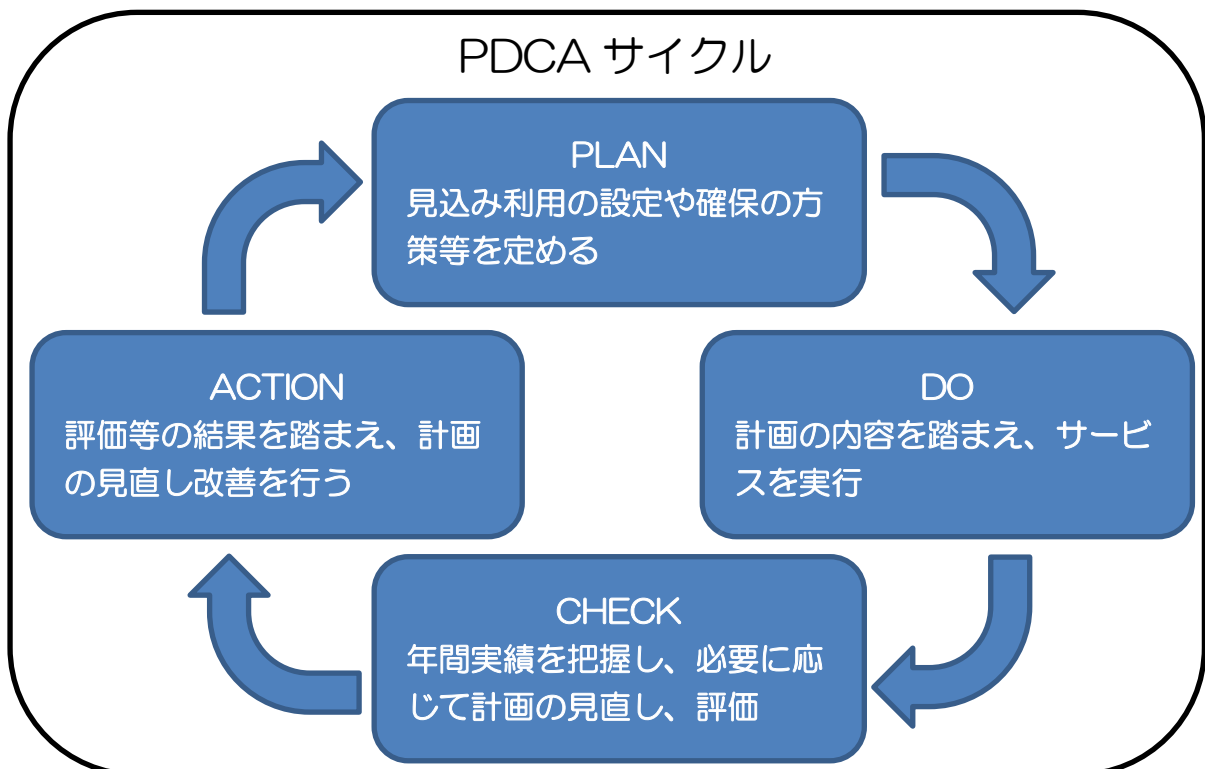 PDCA サイクル
PLAN
見込み利用の設定や確保の方
策等を定める
ACTION
評価等の結果を踏まえ、計画
の見直し改善を行う
DO
計画の内容を踏まえ、サービ
スを実行
CHECK
年間実績を把握し、必要に応
じて計画の見直し、評価